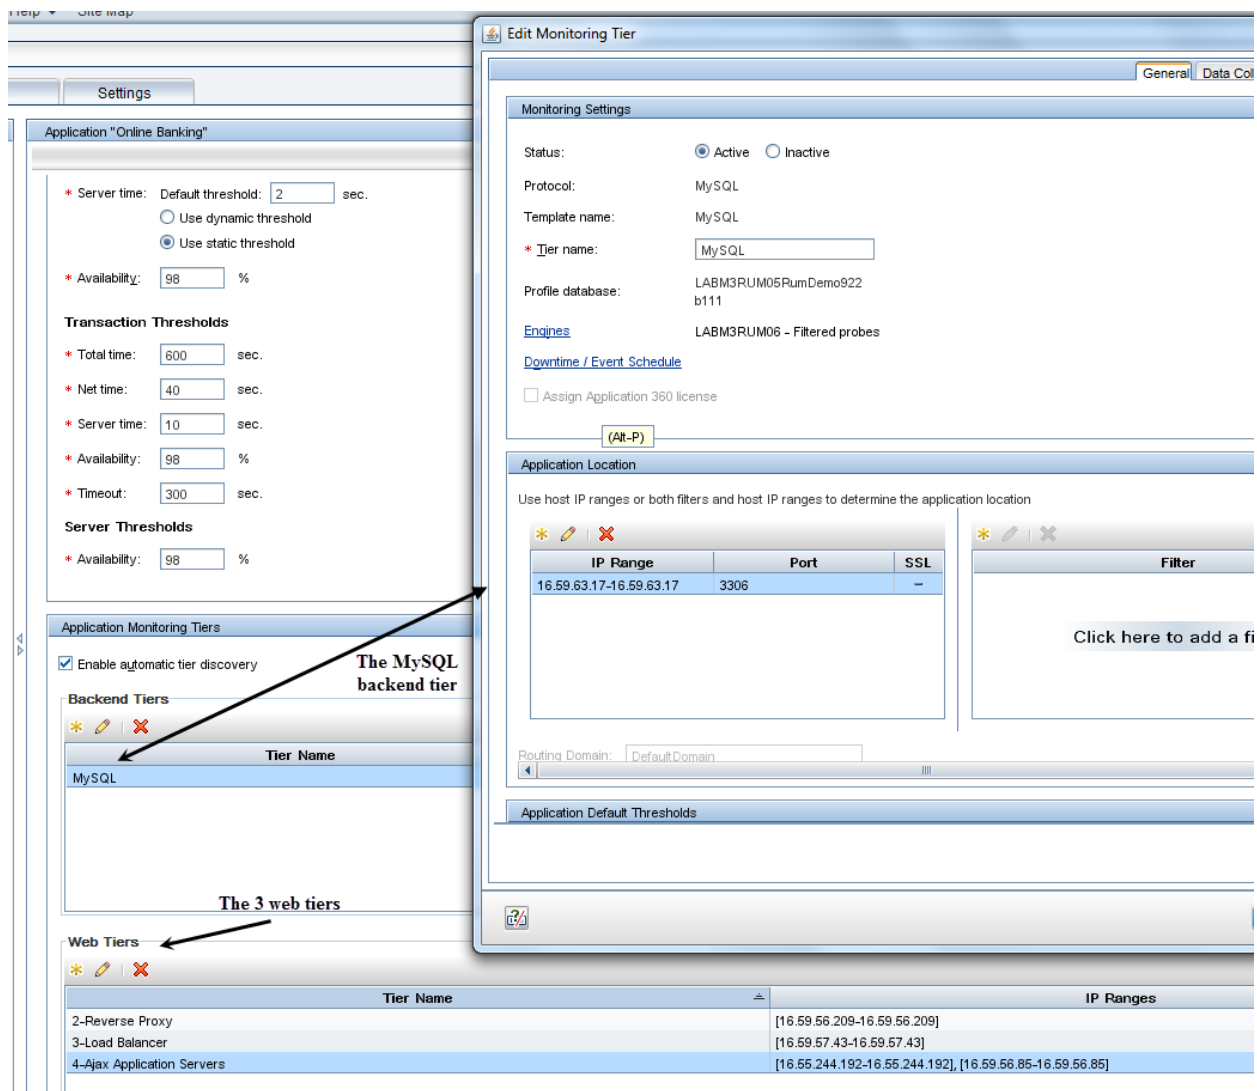 Help Site Map
Settings
Application "Online Banking"
* Server time: Default threshold: 2 sec.
Use dynamic threshold
Use static threshold
* Availability: 98 %
Transaction Thresholds
* Total time: 600 sec.
* Net time: 40 sec.
* Server time: 10 sec.
* Availability: 98 %
* Timeout: 300 sec.
Server Thresholds
* Availability: 98 %
Application Monitoring Tiers
Enable automatic tier discovery
The MySQL
backend tier
Backend Tiers
Tier Name
MySQL
The 3 web tiers
Web Tiers
Tier Name IP Ranges
2-Reverse Proxy [16.59.56.209-16.59.56.209]
3-Load Balancer [16.59.57.43-16.59.57.43]
4-Ajax Application Servers [16.55.244.192-16.55.244.192], [16.59.56.85-16.59.56.85]
Edit Monitoring Tier
General Data Col
Monitoring Settings
Status: Active Inactive
Protocol: MySQL
Template name: MySQL
* Tier name: MySQL
Profile database: LABM3RUM05RumDemo922
b111
Engines LABM3RUM06 - Filtered probes
Downtime / Event Schedule
Assign Application 360 license
(Alt-P)
Application Location
Use host IP ranges or both filters and host IP ranges to determine the application location
IP Range Port SSL
16.59.63.17-16.59.63.17 3306 -
Filter
Click here to add a fi
Routing Domain: DefaultDomain
Application Default Thresholds